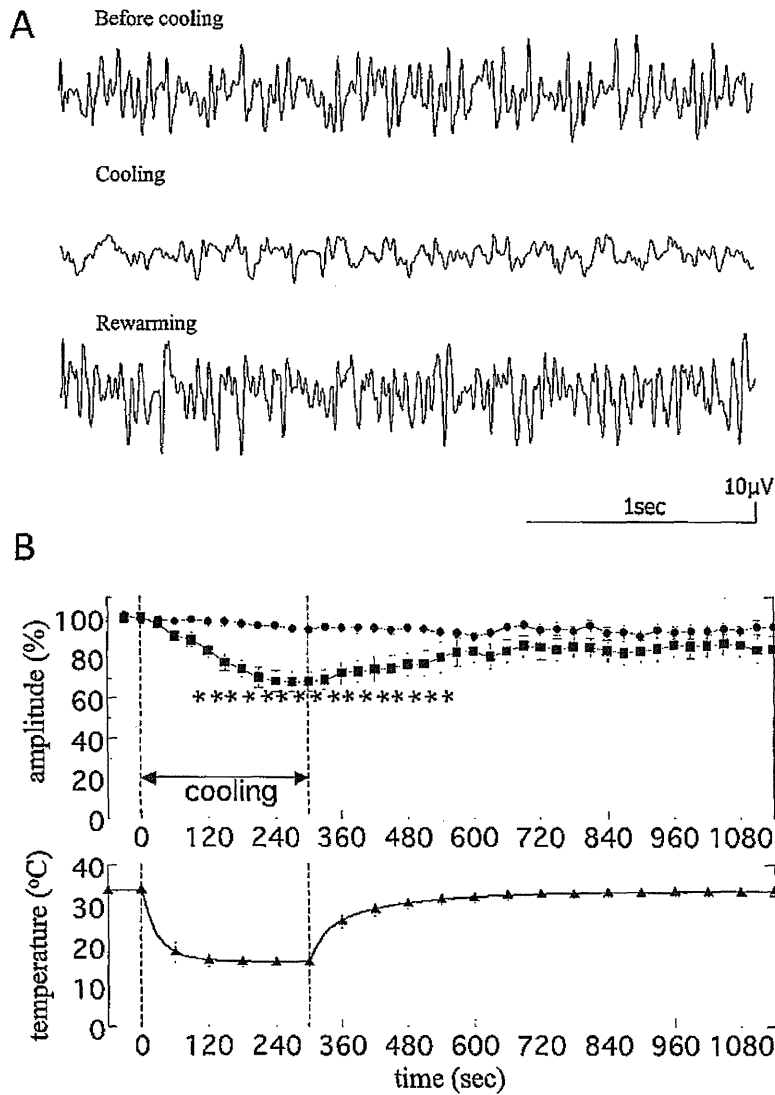 A
Before cooling
Cooling
Rewarming
10µV
1sec
B
amplitude (%)
100
80
60
40
20
0
****************
cooling
0 120 240 360 480 600 720 840 960 1080
temperature (ºC)
40
30
20
10
0
0 120 240 360 480 600 720 840 960 1080
time (sec)